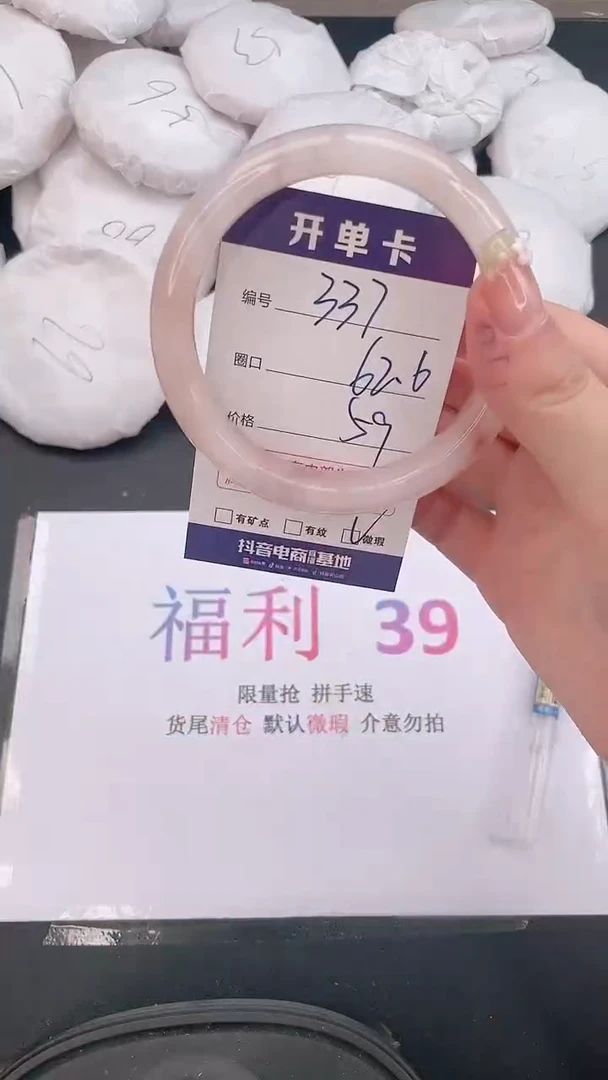 开单卡
编号 337
圈口 62.6
价格 59
有矿点 有纹 微瑕
抖音电商 基地
福利 39
限量抢 拼手速
货尾清仓 默认微瑕 介意勿拍